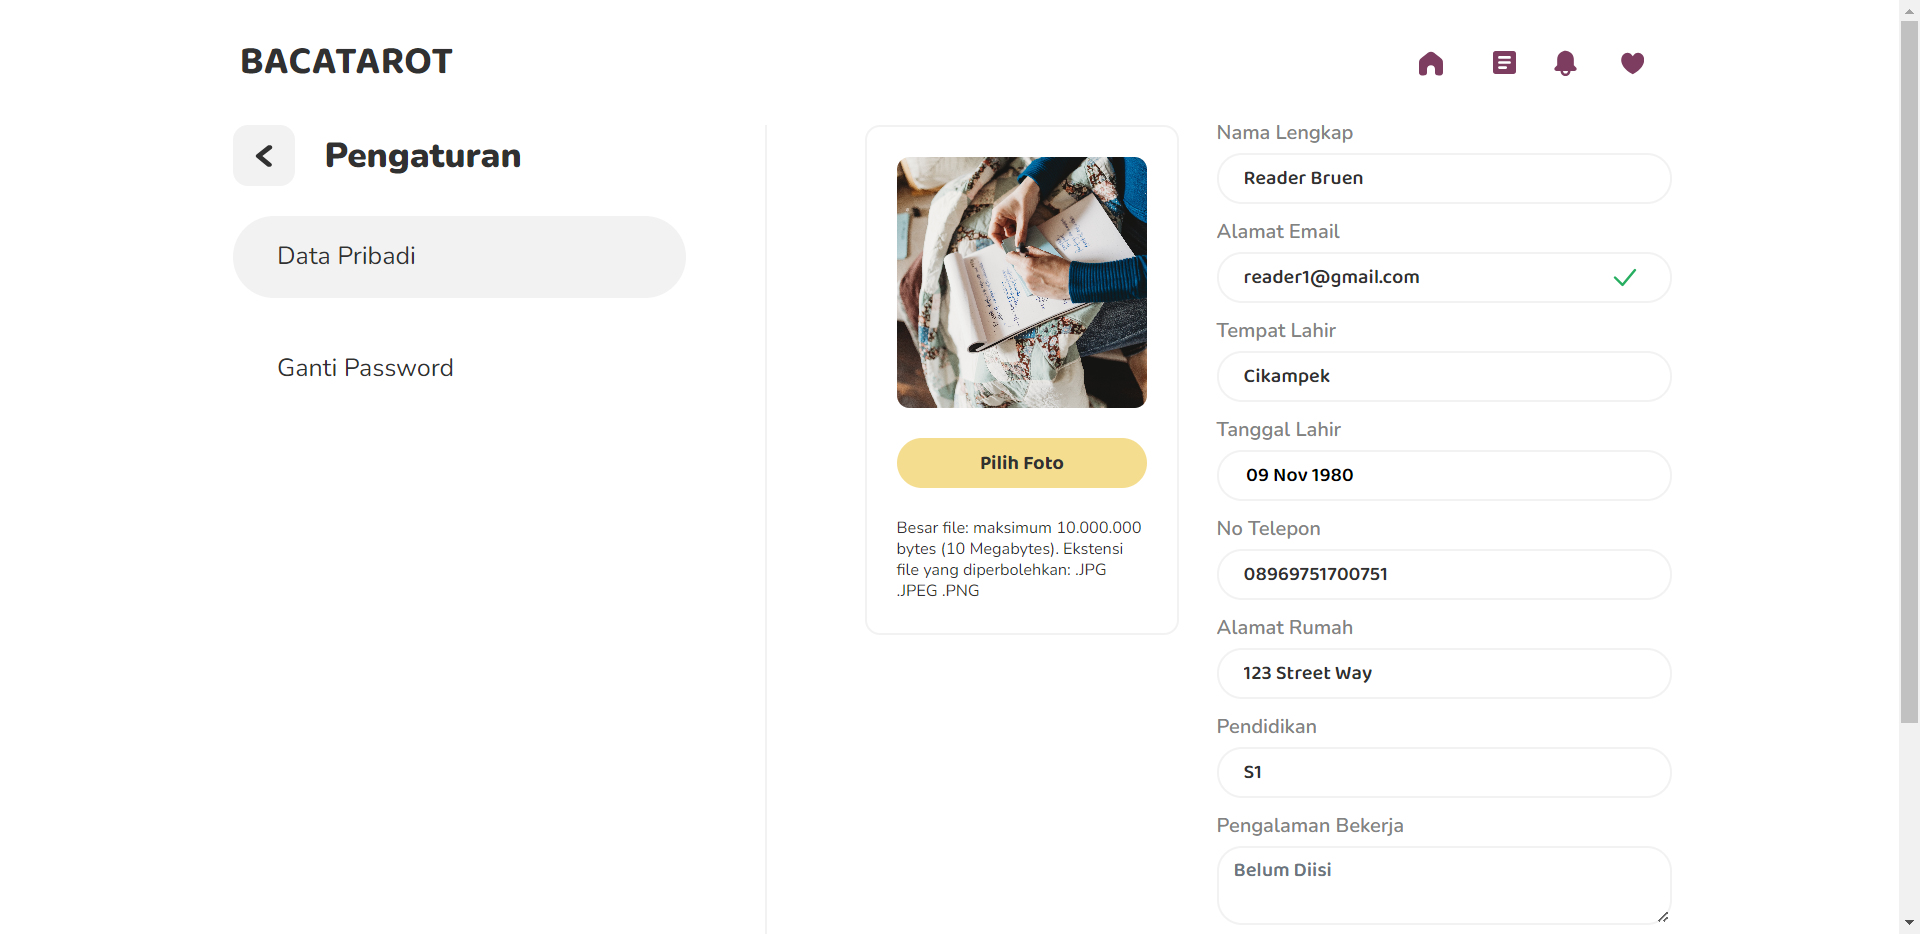 BACATAROT
Pengaturan
Data Pribadi
Ganti Password
Pilih Foto
Besar file: maksimum 10.000.000
bytes (10 Megabytes). Ekstensi
file yang diperbolehkan: .JPG
.JPEG .PNG
Nama Lengkap
Reader Bruen
Alamat Email
reader1@gmail.com
Tempat Lahir
Cikampek
Tanggal Lahir
09 Nov 1980
No Telepon
08969751700751
Alamat Rumah
123 Street Way
Pendidikan
S1
Pengalaman Bekerja
Belum Diisi